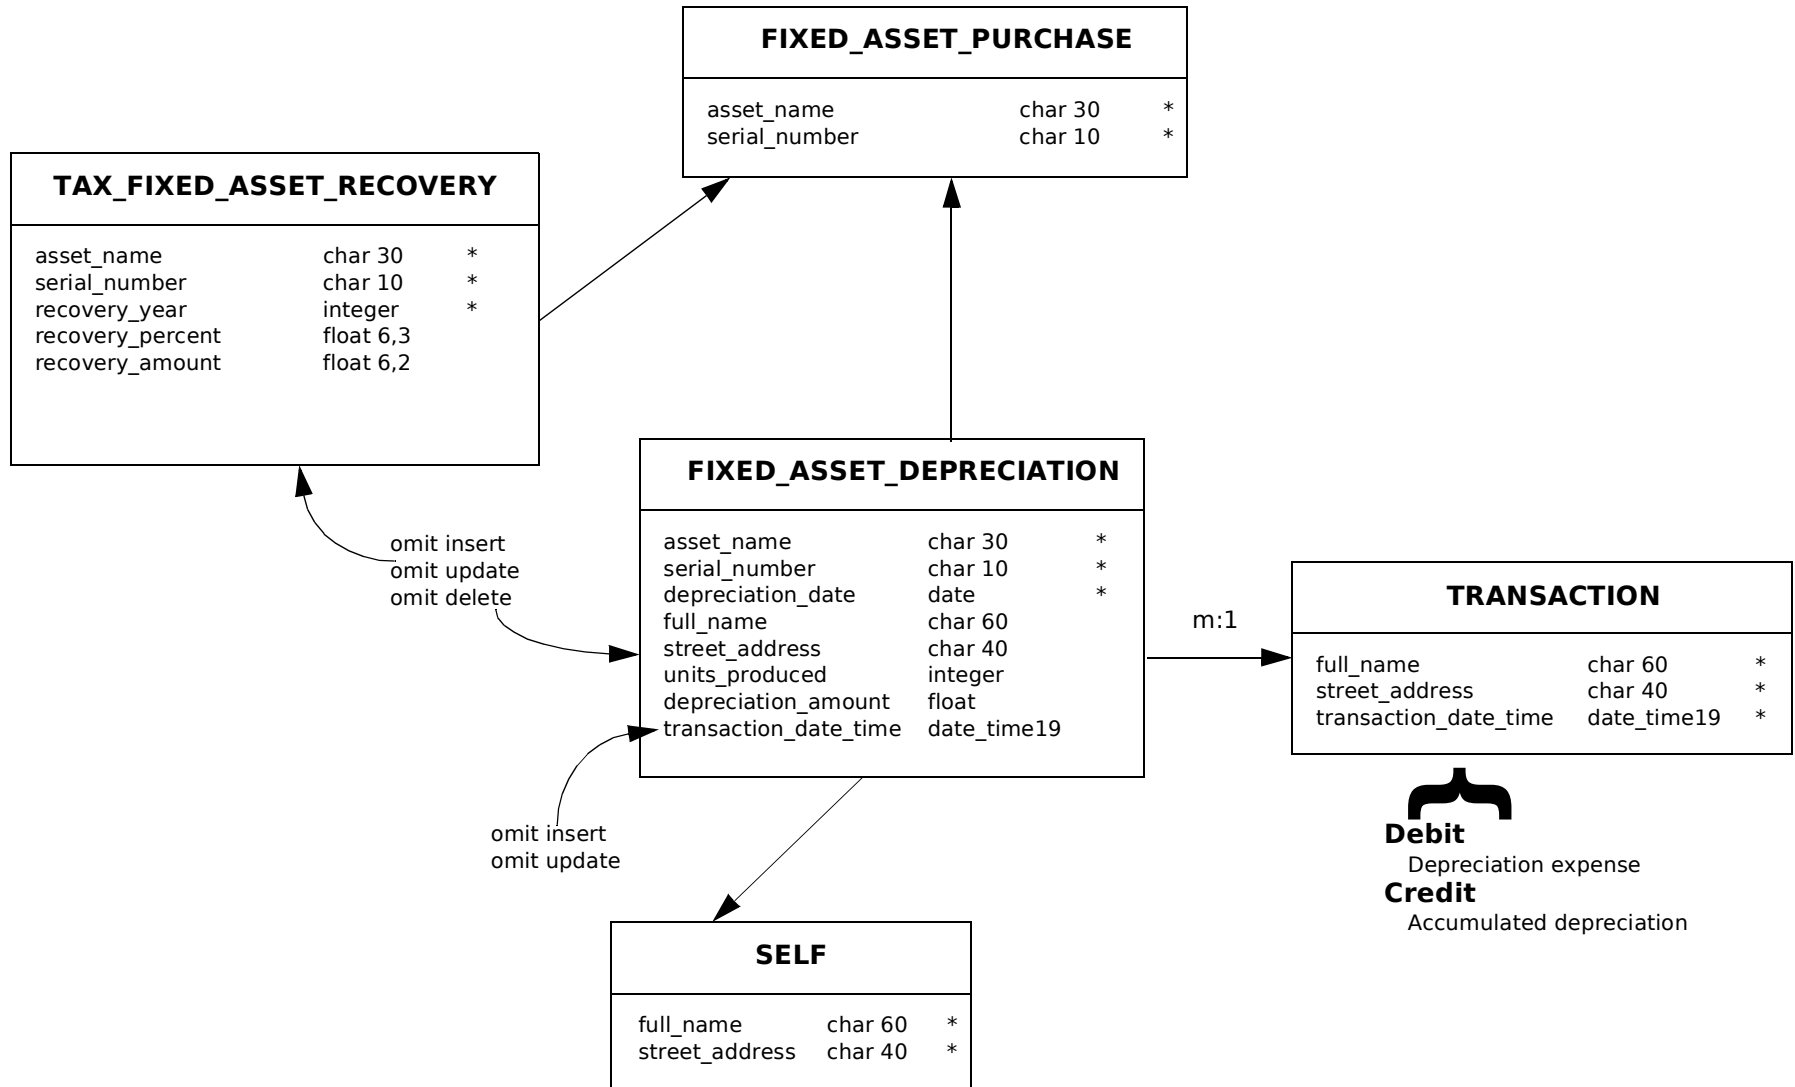 FIXED_ASSET_PURCHASE
asset_name char 30 *
serial_number char 10 *
TAX_FIXED_ASSET_RECOVERY
asset_name char 30 *
serial_number char 10 *
recovery_year integer *
recovery_percent float 6,3
recovery_amount float 6,2
omit insert
omit update
omit delete
FIXED_ASSET_DEPRECIATION
asset_name char 30 *
serial_number char 10 *
depreciation_date date *
full_name char 60
street_address char 40
units_produced integer
depreciation_amount float
transaction_date_time date_time19
m:1
TRANSACTION
full_name char 60 *
street_address char 40 *
transaction_date_time date_time19 *
Debit
Depreciation expense
Credit
Accumulated depreciation
omit insert
omit update
SELF
full_name char 60 *
street_address char 40 *